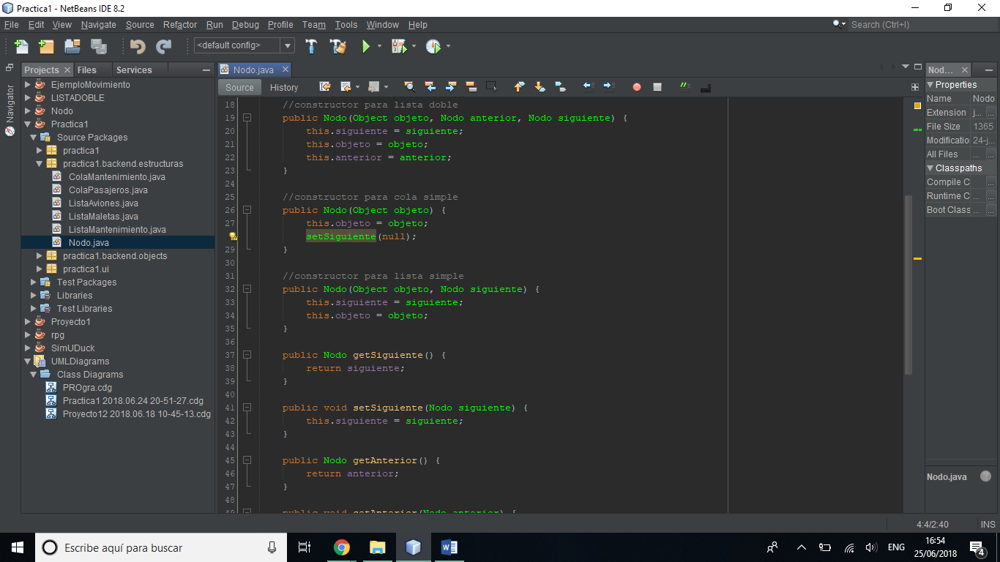 Practica1 - NetBeans IDE 8.2
File Edit View Navigate Source Refactor Run Debug Profile Team Tools Window Help
Search (Ctrl+I)
<default config>
Projects Files Services
Navigator
EjemploMovimiento
LISTADOBLE
Nodo
Practica1
Source Packages
practica1
practica1.backend.estructuras
ColaMantenimiento.java
ColaPasajeros.java
ListaAviones.java
ListaMaletas.java
ListaMantenimiento.java
Nodo.java
practica1.backend.objects
practica1.ui
Test Packages
Libraries
Test Libraries
Proyecto1
rpg
SimUDuck
UMLDiagrams
Class Diagrams
PROgra.cdg
Practica1 2018.06.24 20-51-27.cdg
Proyecto12 2018.06.18 10-45-13.cdg
Nodo.java
Source History
18 //constructor para lista doble
19 public Nodo(Object objeto, Nodo anterior, Nodo siguiente) {
20 this.siguiente = siguiente;
21 this.objeto = objeto;
22 this.anterior = anterior;
23 }
24
25 //constructor para cola simple
26 public Nodo(Object objeto) {
27 this.objeto = objeto;
setSiguiente(null);
29 }
30
31 //constructor para lista simple
32 public Nodo(Object objeto, Nodo siguiente) {
33 this.siguiente = siguiente;
34 this.objeto = objeto;
35 }
36
37 public Nodo getSiguiente() {
38 return siguiente;
39 }
40
41 public void setSiguiente(Nodo siguiente) {
42 this.siguiente = siguiente;
43 }
44
45 public Nodo getAnterior() {
46 return anterior;
47 }
48
49 public void setAnterior(Nodo anterior) {
Nod...
Properties
Name Nodo
Extension j... ...
File Size 1365
Modificatio 24-j...
All Files ... ...
Classpaths
Compile C ...
Runtime C ... ...
Boot Class ... ...
Nodo.java
4:4/2:40 INS
Escribe aquí para buscar
ENG
16:54
25/06/2018
4